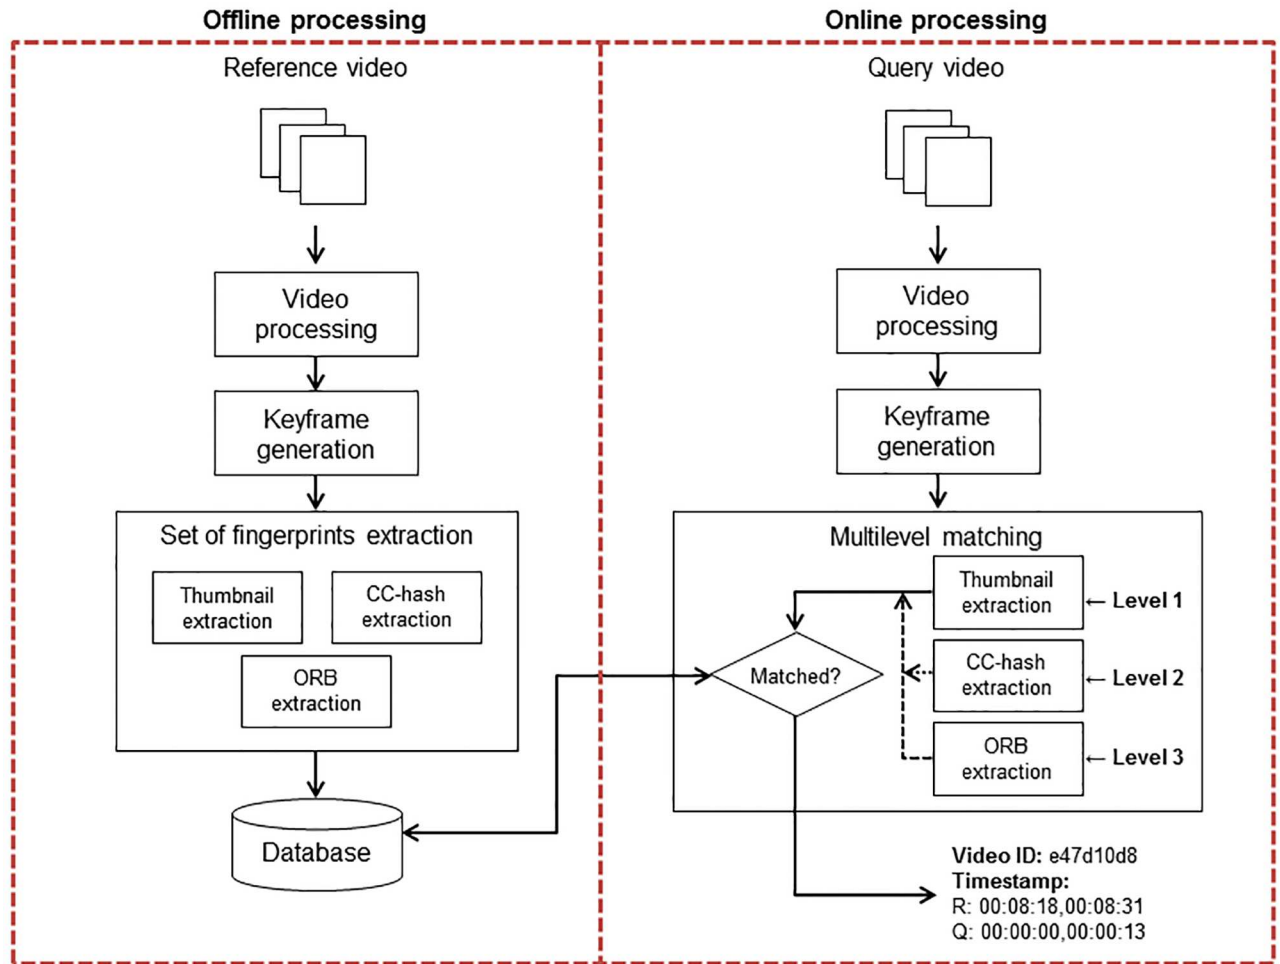 Offline processing
Reference video
Video
processing
Keyframe
generation
Set of fingerprints extraction
Thumbnail
extraction
CC-hash
extraction
ORB
extraction
Database
Online processing
Query video
Video
processing
Keyframe
generation
Multilevel matching
Thumbnail
extraction
← Level 1
CC-hash
extraction
← Level 2
ORB
extraction
← Level 3
Matched?
Video ID: e47d10d8
Timestamp:
R: 00:08:18,00:08:31
Q: 00:00:00,00:00:13